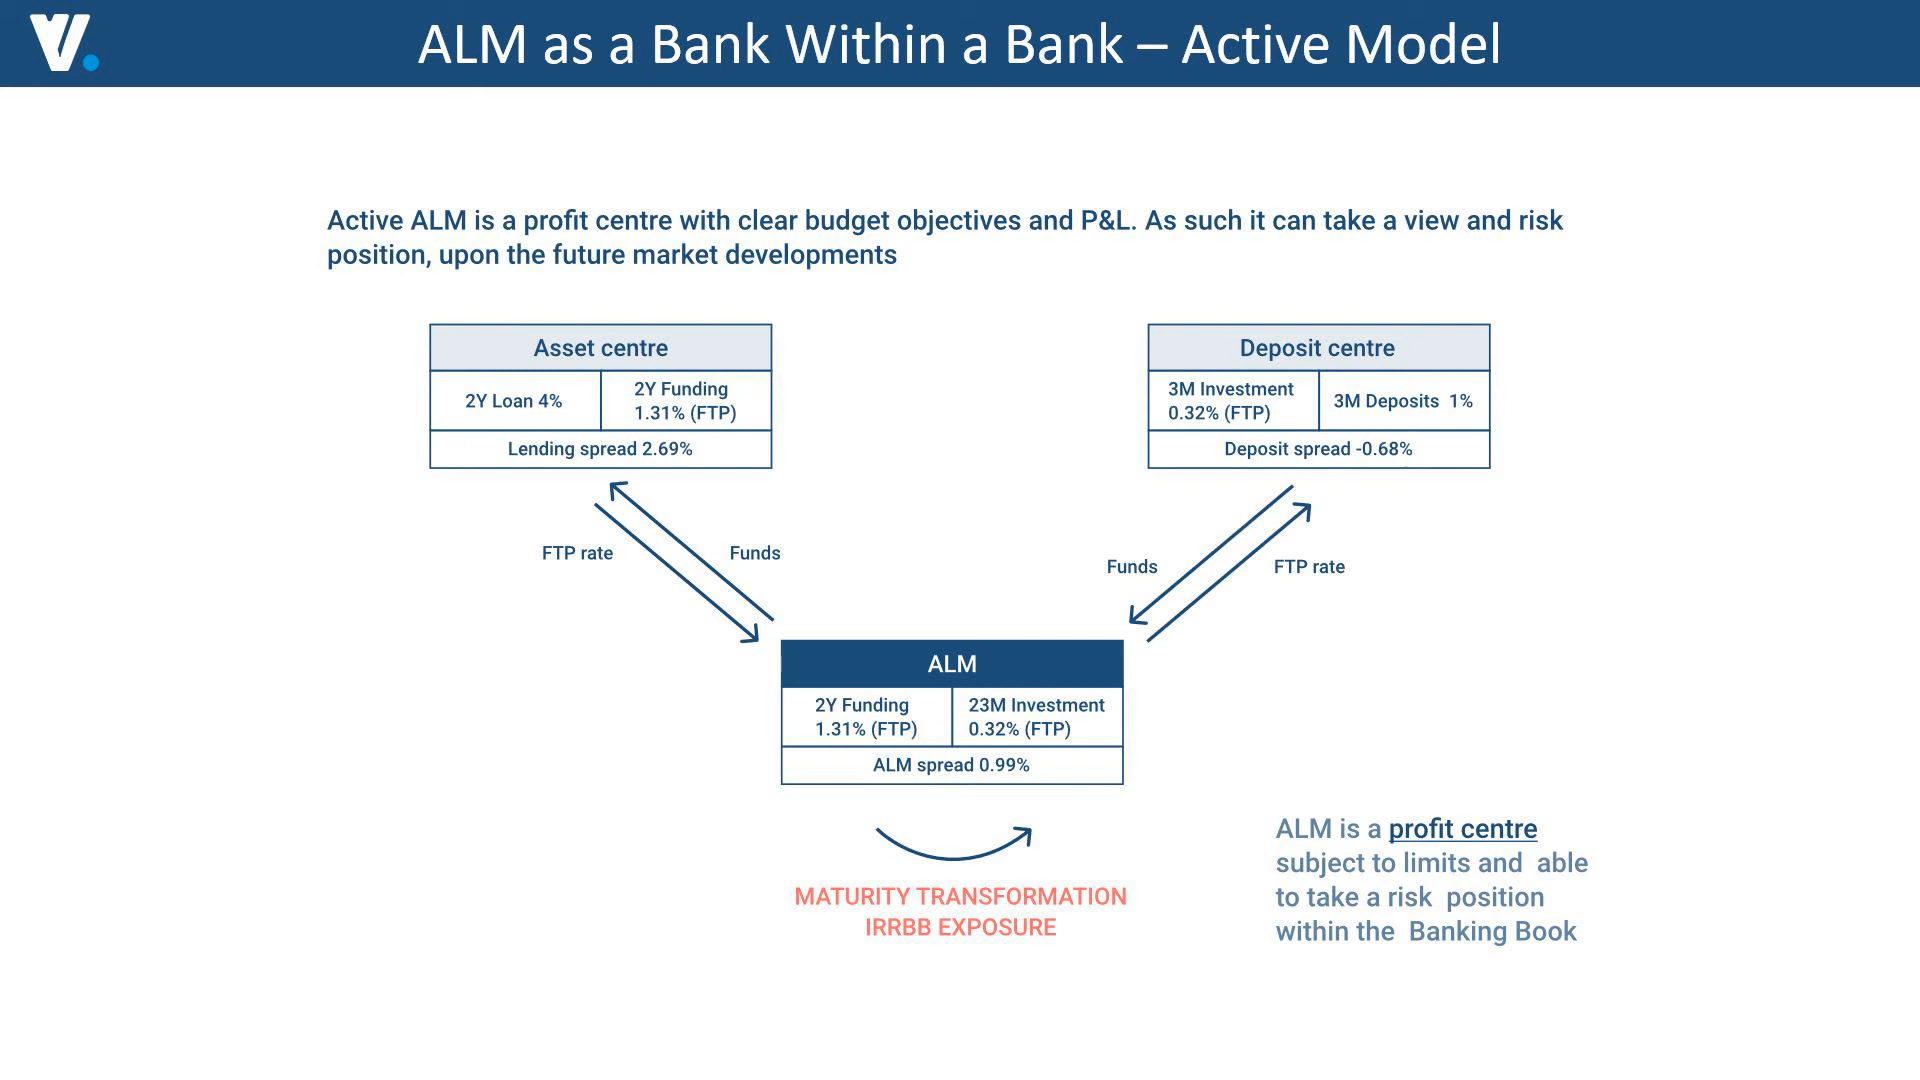 V.
ALM as a Bank Within a Bank – Active Model
Active ALM is a profit centre with clear budget objectives and P&L. As such it can take a view and risk
position, upon the future market developments
Asset centre
2Y Loan 4%
2Y Funding
1.31% (FTP)
Lending spread 2.69%
Deposit centre
3M Investment
0.32% (FTP)
3M Deposits 1%
Deposit spread -0.68%
FTP rate
Funds
Funds
FTP rate
ALM
2Y Funding
1.31% (FTP)
23M Investment
0.32% (FTP)
ALM spread 0.99%
MATURITY TRANSFORMATION
IRRBB EXPOSURE
ALM is a profit centre
subject to limits and able
to take a risk position
within the Banking Book